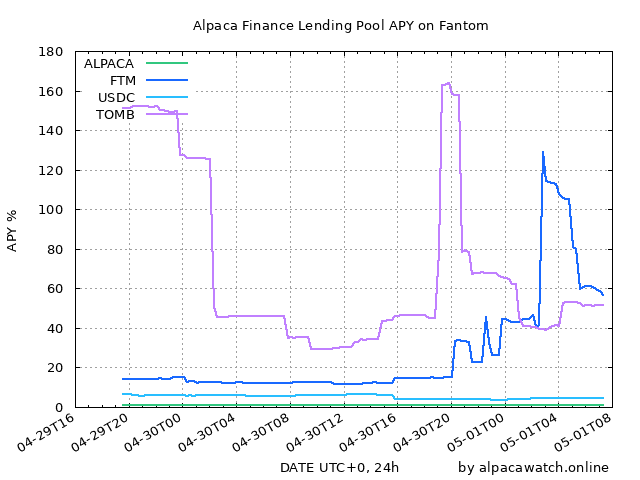 Alpaca Finance Lending Pool APY on Fantom
180
160
140
120
100
80
60
40
20
0
APY %
ALPACA
FTM
USDC
TOMB
04-29T16
04-29T20
04-30T00
04-30T04
04-30T08
04-30T12
04-30T16
04-30T20
05-01T00
05-01T04
05-01T08
DATE UTC+0, 24h
by alpacawatch.online